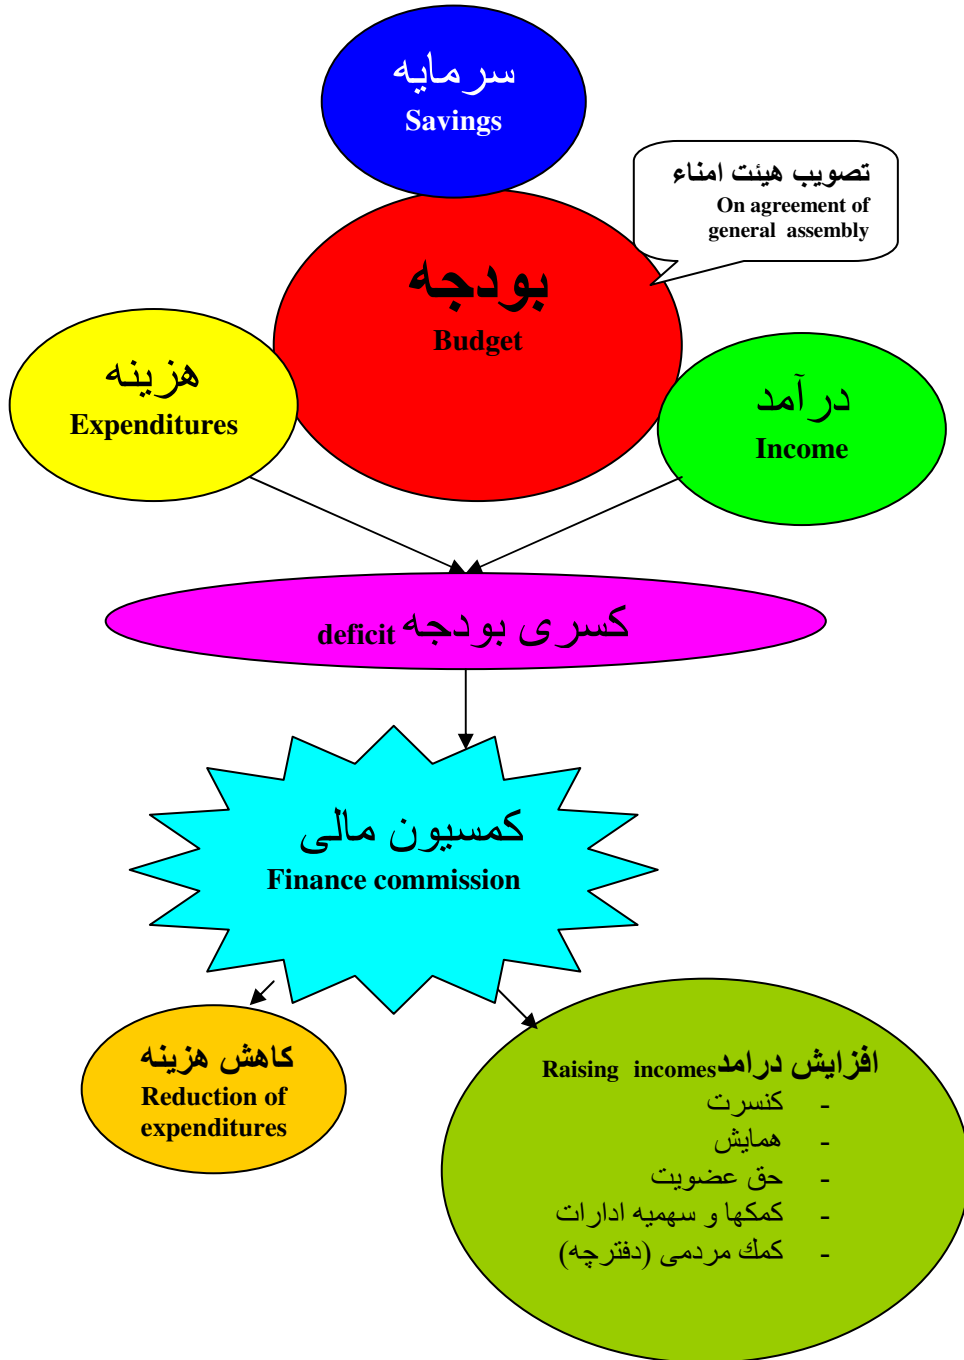 سرمایه
Savings
تصویب هیئت امناء
On agreement of
general assembly
بودجه
Budget
هزینه
Expenditures
درآمد
Income
کسری بودجه deficit
کمسیون مالی
Finance commission
کاهش هزینه
Reduction of
expenditures
افزایش درامد Raising incomes
- کنسرت
- همایش
- حق عضویت
- کمکها و سهمیه ادارات
- کمك مردمی (دفترچه)